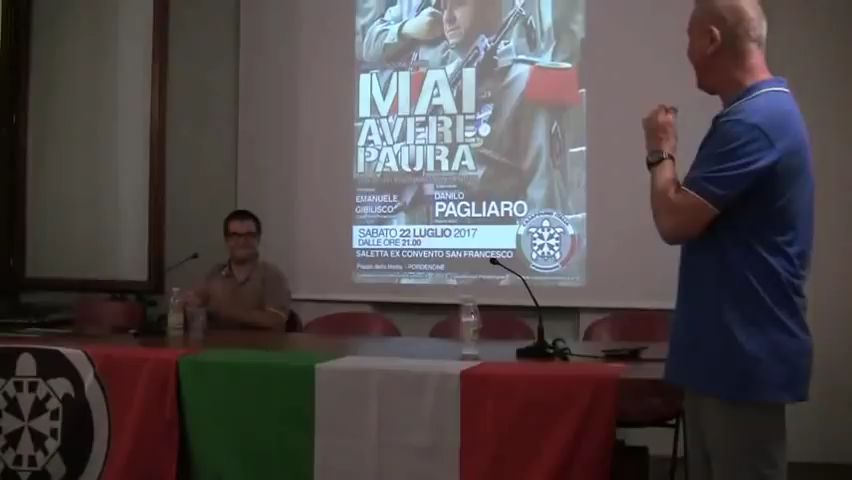 MAI
AVERE
PAURA
EMANUELE
GIBILISCO
DANILO
PAGLIARO
SABATO 22 LUGLIO 2017
DALLE ORE 21.00
SALETTA EX CONVENTO SAN FRANCESCO
PORDENONE